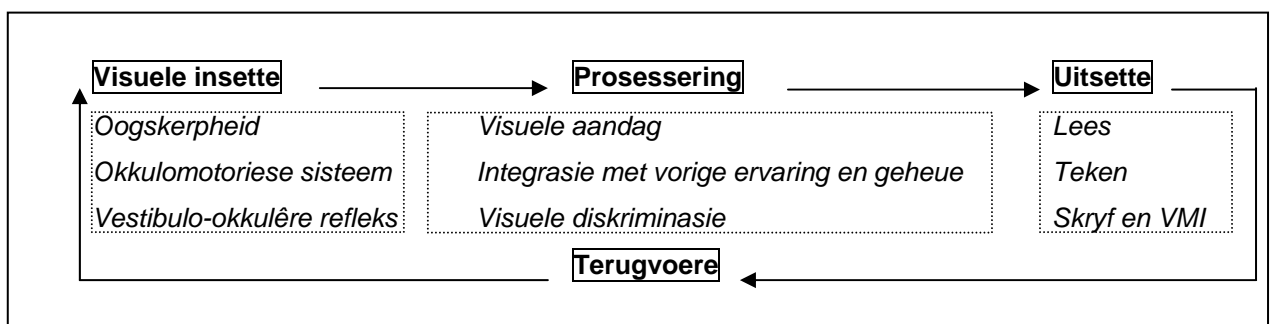 Visuele insette Prosessering Uitsette
Oogskerpheid Visuele aandag Lees
Okkulomotoriese sisteem Integrasie met vorige ervaring en geheue Teken
Vestibulo-okkulêre refleks Visuele diskriminasie Skryf en VMI
Terugvoere